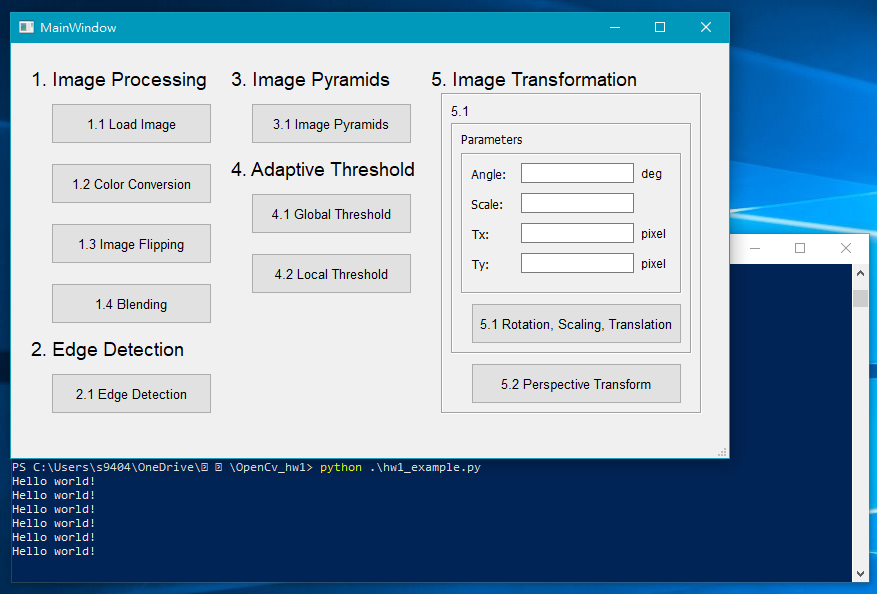 MainWindow
1. Image Processing
1.1 Load Image
1.2 Color Conversion
1.3 Image Flipping
1.4 Blending
2. Edge Detection
2.1 Edge Detection
3. Image Pyramids
3.1 Image Pyramids
4. Adaptive Threshold
4.1 Global Threshold
4.2 Local Threshold
5. Image Transformation
5.1
Parameters
Angle: deg
Scale:
Tx: pixel
Ty: pixel
5.1 Rotation, Scaling, Translation
5.2 Perspective Transform
PS C:\Users\s9404\OneDrive\ \OpenCv_hw1> python .\hw1_example.py
Hello world!
Hello world!
Hello world!
Hello world!
Hello world!
Hello world!